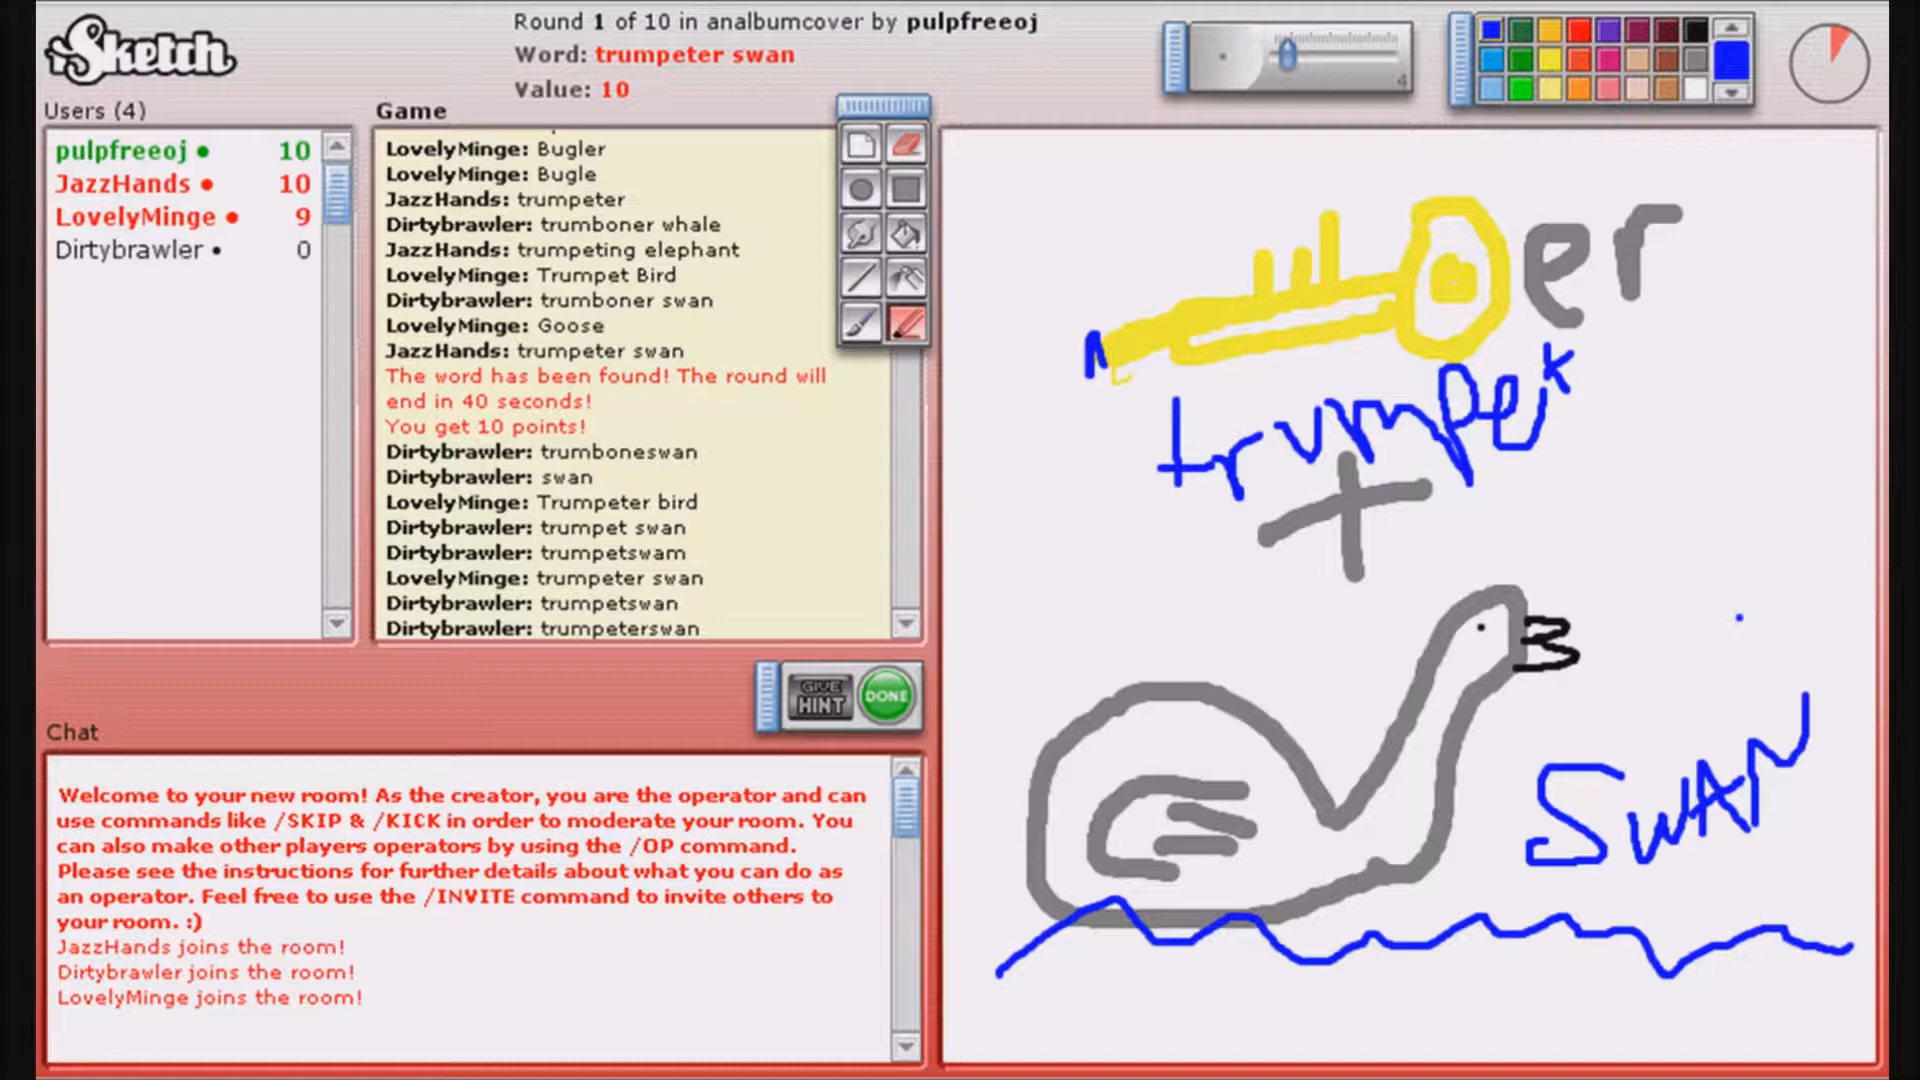 iSketch
Round 1 of 10 in analbumcover by pulpfreeoj
Word: trumpeter swan
Value: 10
4
Users (4)
pulpfreeoj • 10
JazzHands • 10
LovelyMinge • 9
Dirtybrawler • 0
Game
LovelyMinge: Bugler
LovelyMinge: Bugle
JazzHands: trumpeter
Dirtybrawler: trumboner whale
JazzHands: trumpeting elephant
LovelyMinge: Trumpet Bird
Dirtybrawler: trumboner swan
LovelyMinge: Goose
JazzHands: trumpeter swan
The word has been found! The round will
end in 40 seconds!
You get 10 points!
Dirtybrawler: trumboneswan
Dirtybrawler: swan
LovelyMinge: Trumpeter bird
Dirtybrawler: trumpet swan
Dirtybrawler: trumpetswam
LovelyMinge: trumpeter swan
Dirtybrawler: trumpetswan
Dirtybrawler: trumpeterswan
GIVE
HINT
DONE
Chat
Welcome to your new room! As the creator, you are the operator and can
use commands like /SKIP & /KICK in order to moderate your room. You
can also make other players operators by using the /OP command.
Please see the instructions for further details about what you can do as
an operator. Feel free to use the /INVITE command to invite others to
your room. :)
JazzHands joins the room!
Dirtybrawler joins the room!
LovelyMinge joins the room!
er
trumpet
+
SWAN